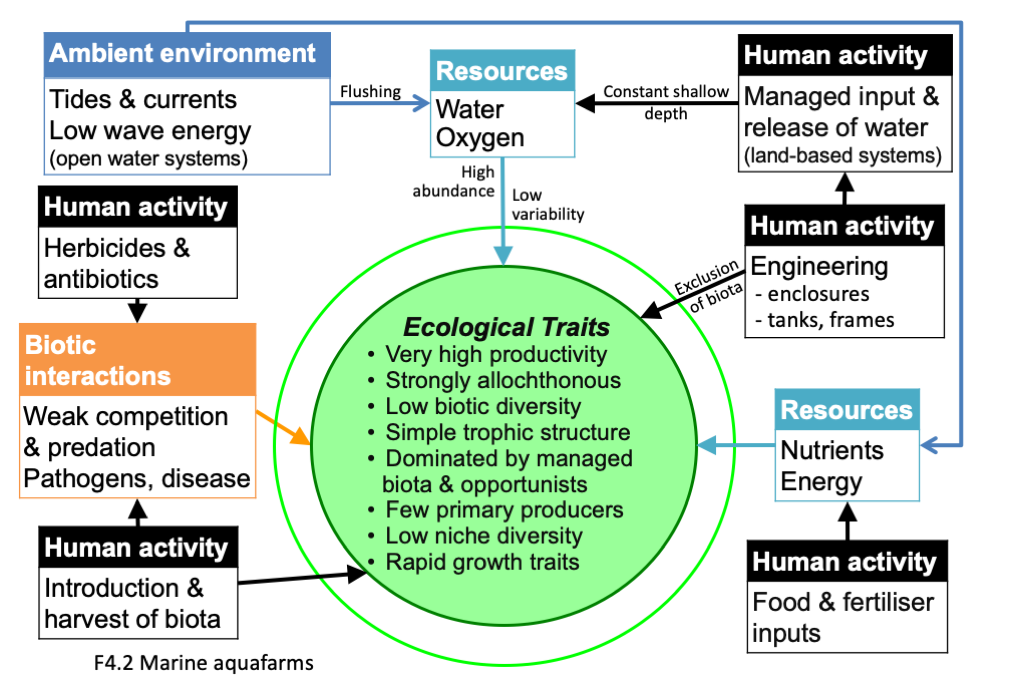 Ambient environment
Tides & currents
Low wave energy
(open water systems)
Flushing
Resources
Water
Oxygen
Constant shallow
depth
Human activity
Managed input &
release of water
(land-based systems)
High
abundance
Low
variability
Human activity
Herbicides &
antibiotics
Human activity
Engineering
- enclosures
- tanks, frames
Exclusion
of biota
Biotic
interactions
Weak competition
& predation
Pathogens, disease
Ecological Traits
• Very high productivity
• Strongly allochthonous
• Low biotic diversity
• Simple trophic structure
• Dominated by managed
biota & opportunists
• Few primary producers
• Low niche diversity
• Rapid growth traits
Resources
Nutrients
Energy
Human activity
Introduction &
harvest of biota
Human activity
Food & fertiliser
inputs
F4.2 Marine aquafarms